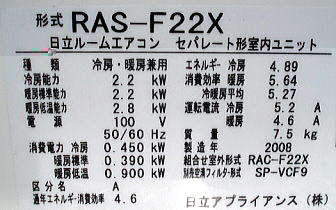 形式 RAS-F22X
日立ルームエアコン セパレート形室内ユニット
種類 冷房・暖房兼用
冷房能力 2.2 kW
暖房標準能力 2.2 kW
暖房低温能力 2.8 kW
電源 100 V
50/60 Hz
消費電力 冷房 0.450 kW
暖房標準 0.390 kW
暖房低温 0.900 kW
区分名 A
通年エネルギー消費効率 4.6
エネルギー 冷房 4.89
消費効率 暖房 5.64
冷暖房平均 5.27
運転電流 冷房 5.2 A
暖房 4.6 A
質量 7.5 kg
製造年 2008
組合せ室外形式 RAC-F22X
別売空清フィルター形式 SP-VCF9
日立アプライアンス(株)